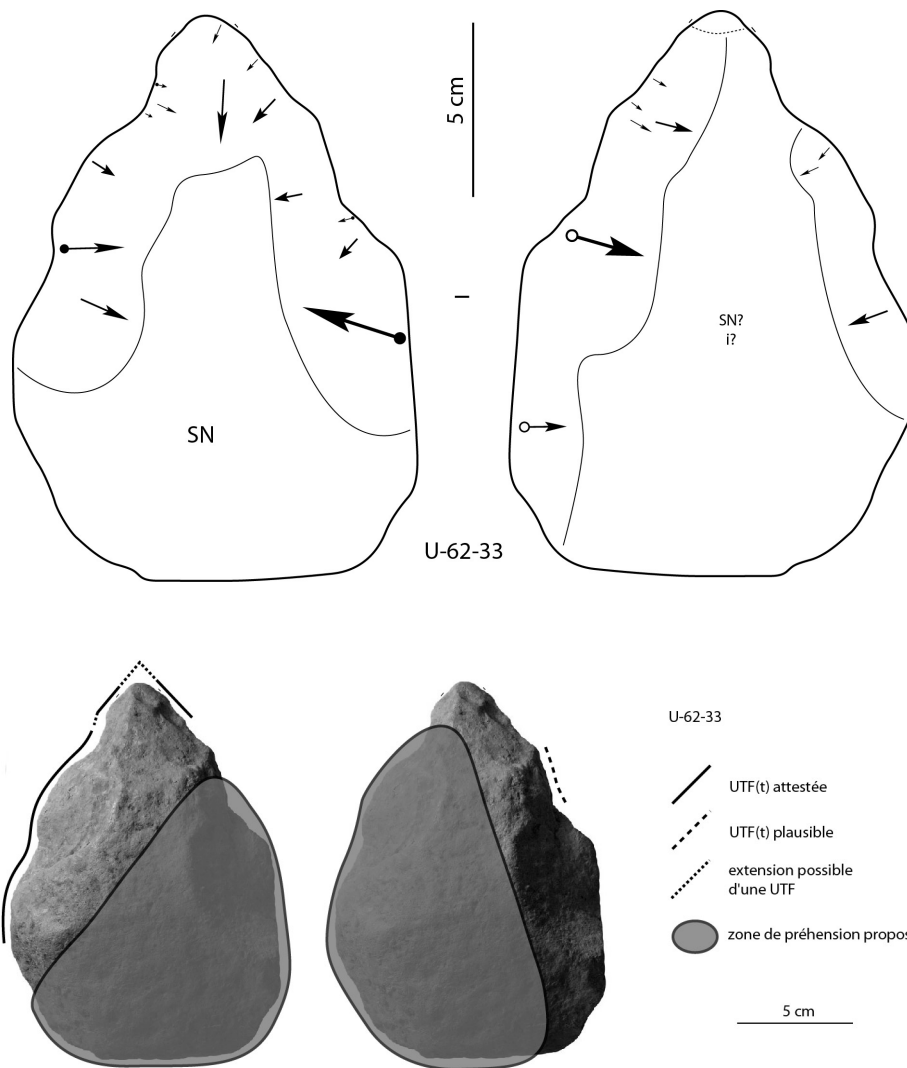 5 cm
SN
SN?
i?
U-62-33
U-62-33
UTF(t) attestée
UTF(t) plausible
extension possible
d'une UTF
zone de préhension propos
5 cm